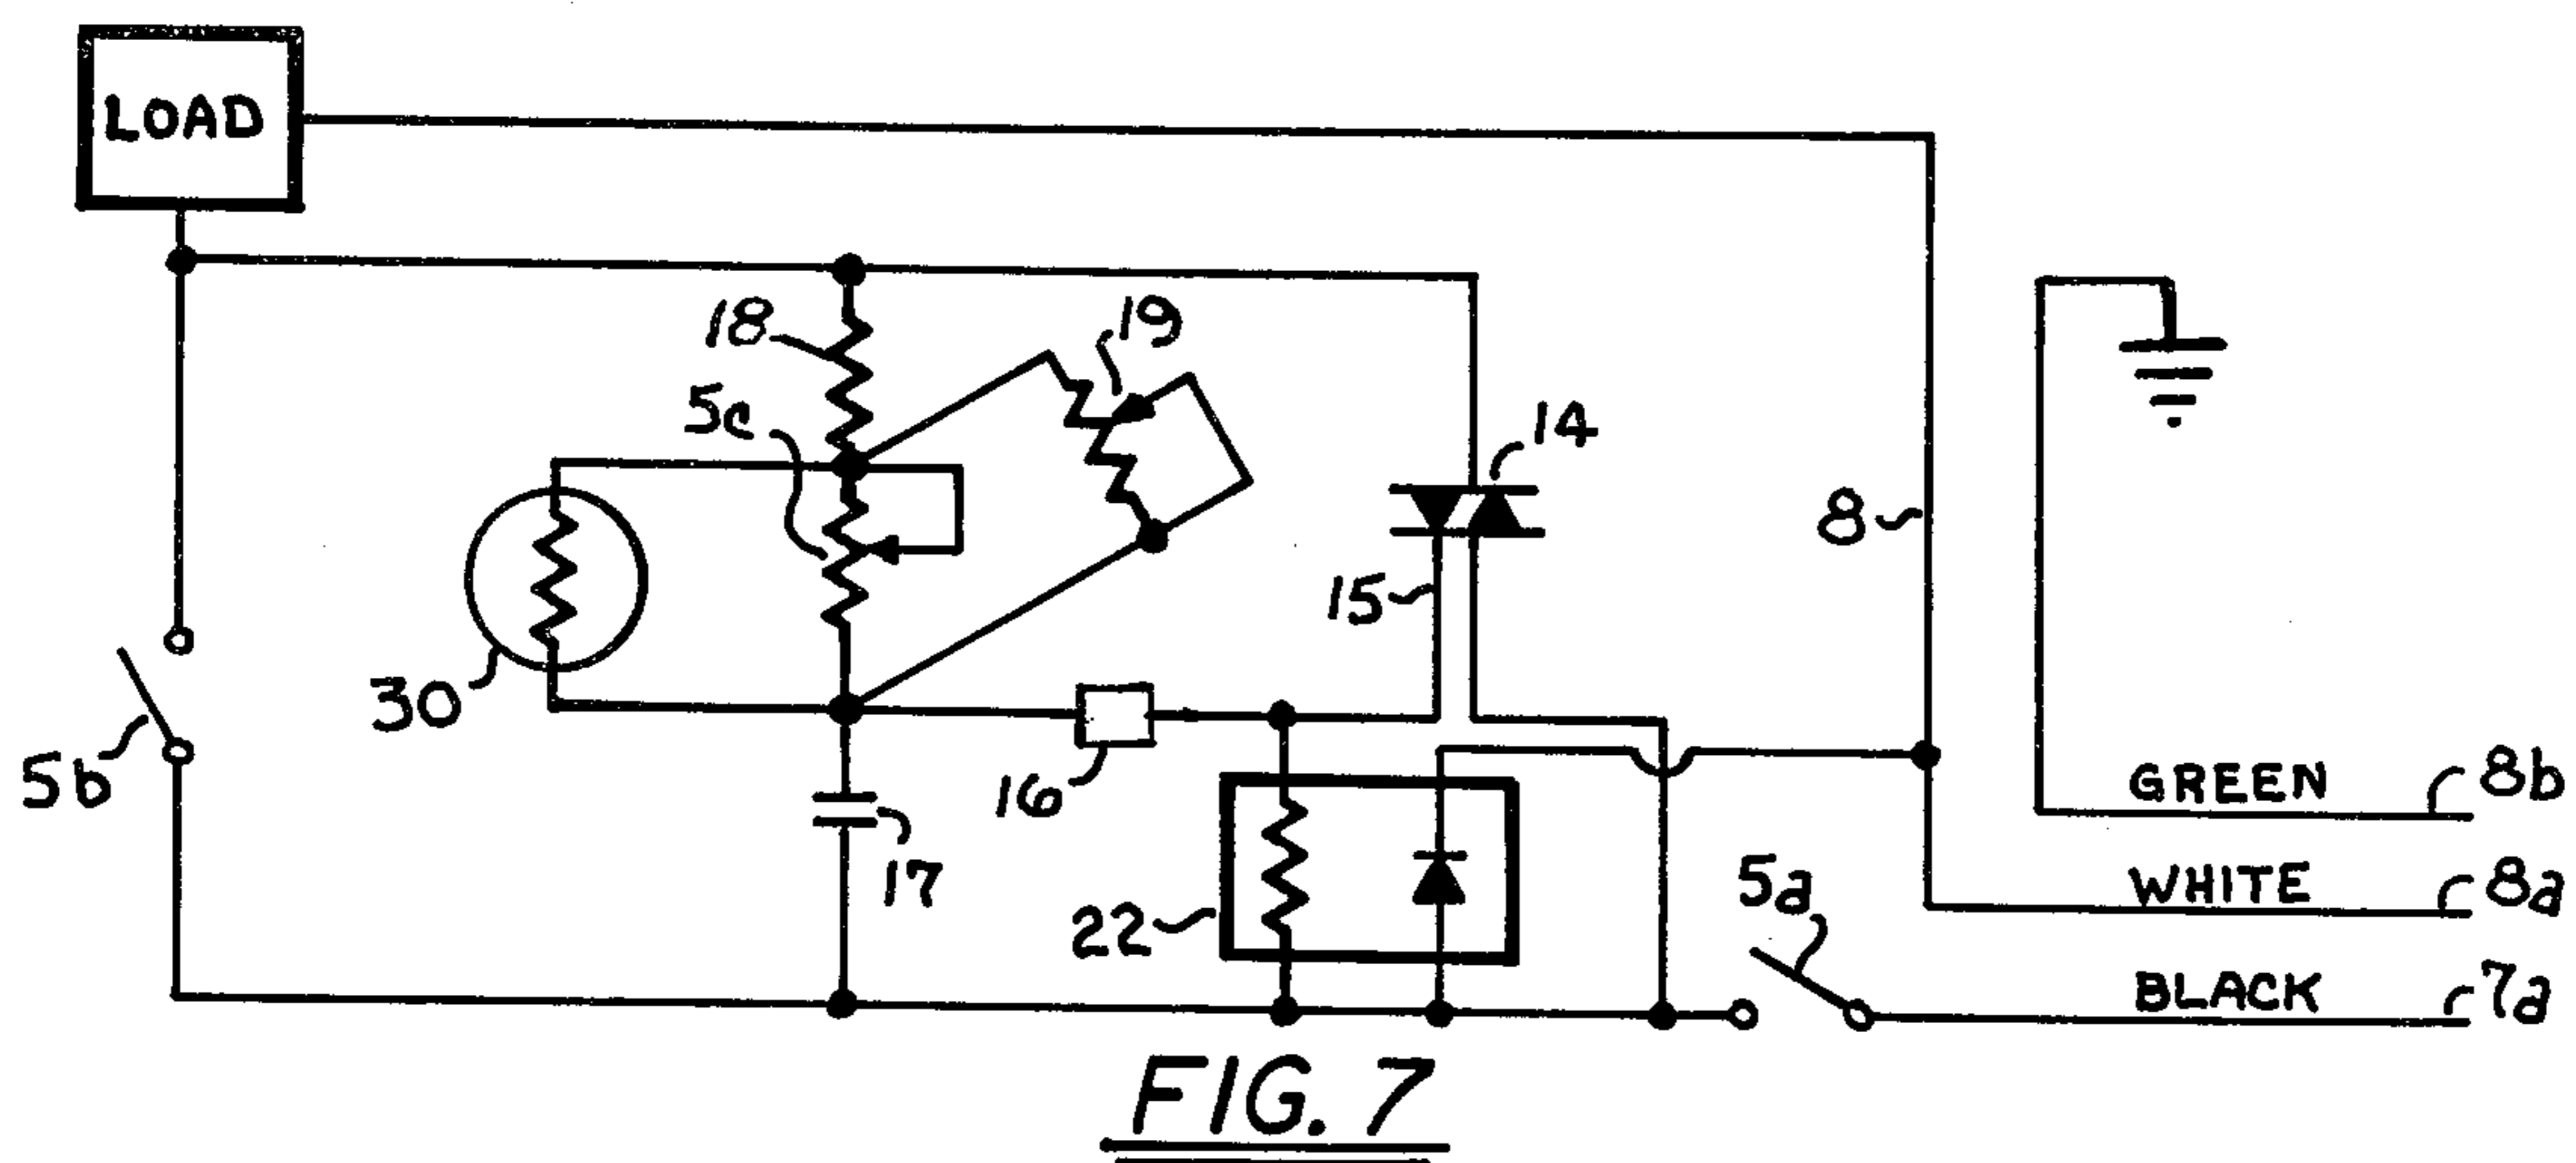 LOAD
18
19
5c
14
8
15
30
5b
16
GREEN 8b
17
22
5a
WHITE 8a
BLACK 7a
FIG. 7